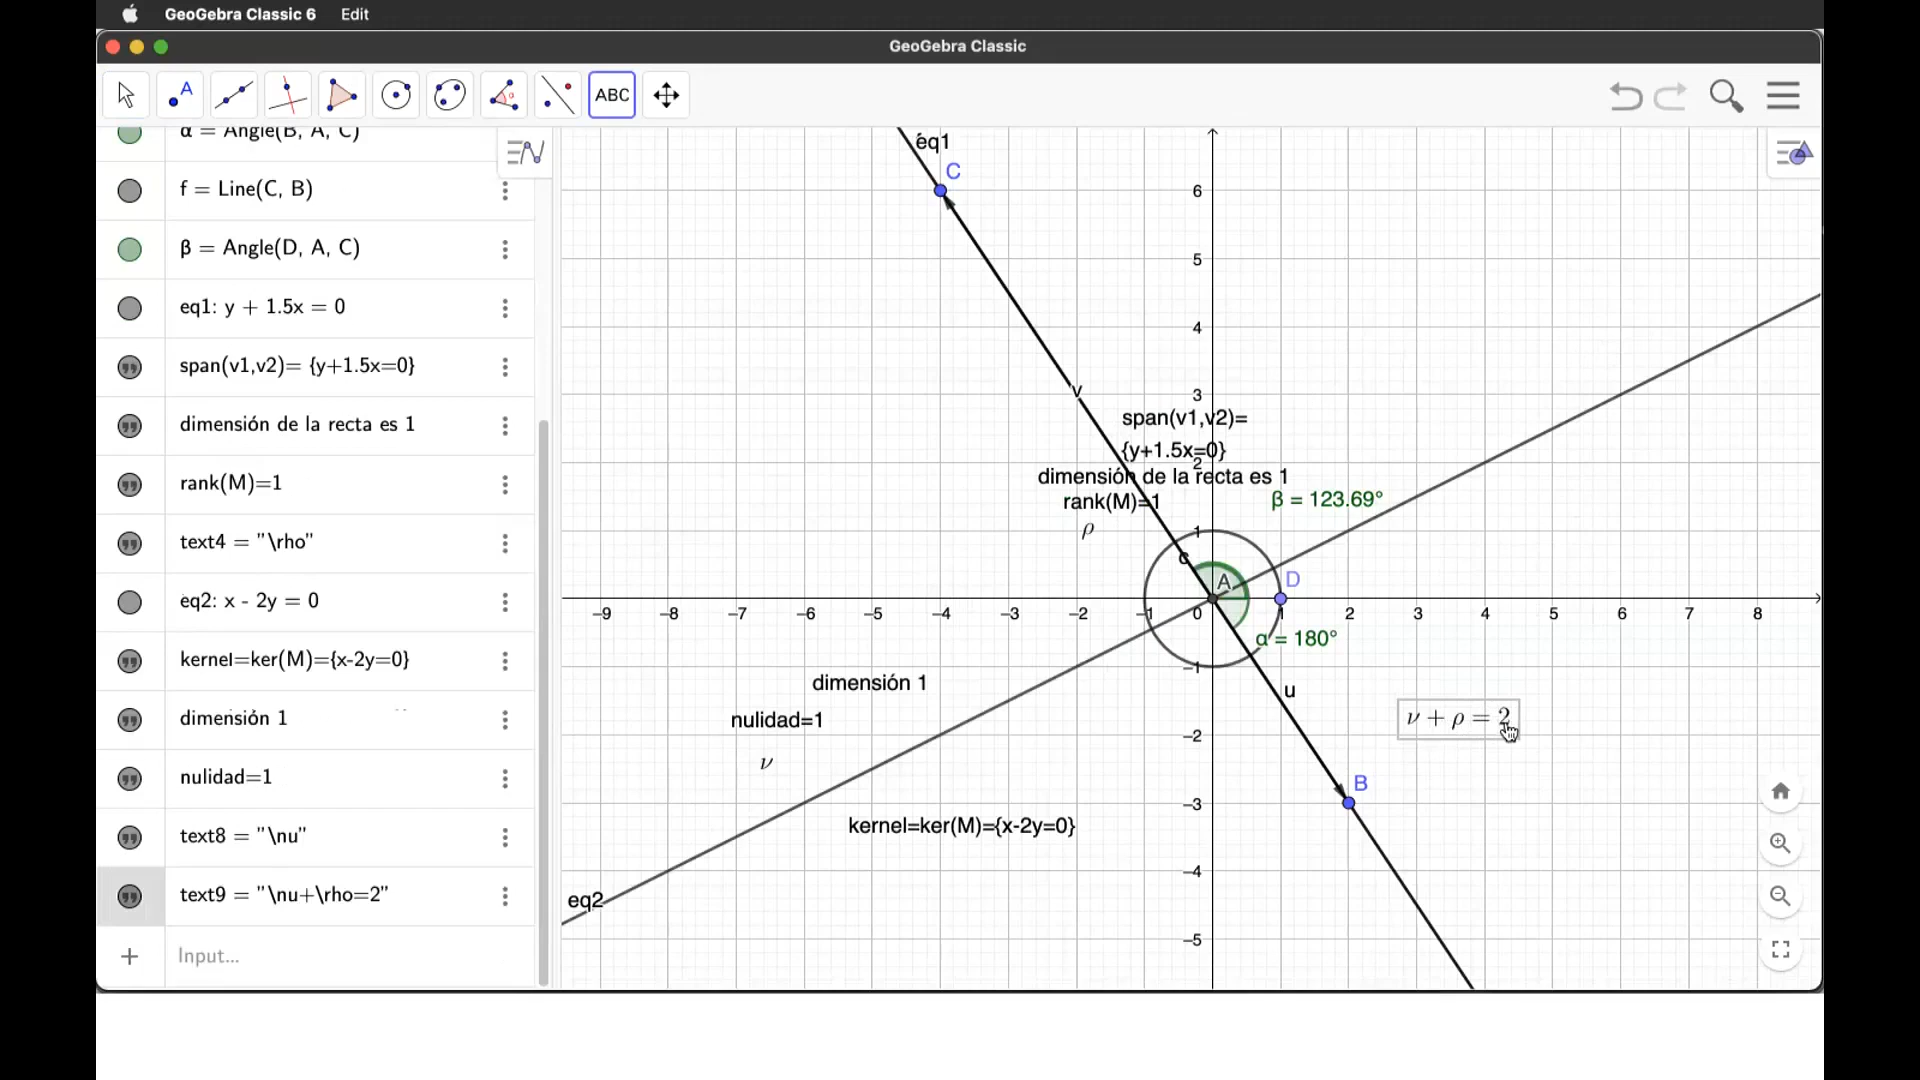 GeoGebra Classic 6 Edit
GeoGebra Classic
A
α
ABC
α = Angle(B, A, C)
f = Line(C, B)
β = Angle(D, A, C)
eq1: y + 1.5x = 0
span(v1,v2)= {y+1.5x=0}
dimensión de la recta es 1
rank(M)=1
text4 = "\rho"
eq2: x - 2y = 0
kernel=ker(M)={x-2y=0}
dimensión 1
nulidad=1
text8 = "\nu"
text9 = "\nu+\rho=2"
+ Input...
eq1
C
6
5
4
v
3
span(v1,v2)=
{y+1.5x=0}
2
dimensión de la recta es 1
rank(M)=1
β = 123.69°
ρ
1
c
A
D
−9 −8 −7 −6 −5 −4 −3 −2 −1 0 1 2 3 4 5 6 7 8
α = 180°
−1
dimensión 1
u
nulidad=1
ν + ρ = 2
−2
ν
B
−3
kernel=ker(M)={x-2y=0}
−4
eq2
−5